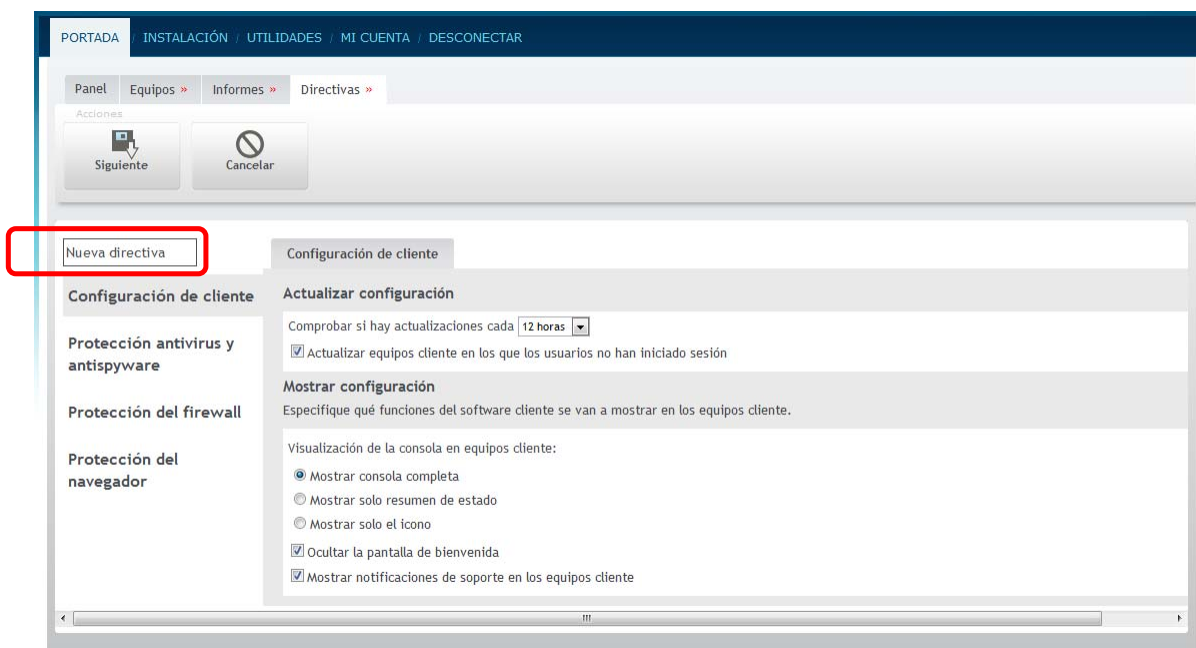 PORTADA / INSTALACIÓN / UTILIDADES / MI CUENTA / DESCONECTAR
Panel Equipos » Informes » Directivas »
Acciones
Siguiente Cancelar
Nueva directiva
Configuración de cliente
Protección antivirus y
antispyware
Protección del firewall
Protección del
navegador
Configuración de cliente
Actualizar configuración
Comprobar si hay actualizaciones cada 12 horas
Actualizar equipos cliente en los que los usuarios no han iniciado sesión
Mostrar configuración
Especifique qué funciones del software cliente se van a mostrar en los equipos cliente.
Visualización de la consola en equipos cliente:
Mostrar consola completa
Mostrar solo resumen de estado
Mostrar solo el icono
Ocultar la pantalla de bienvenida
Mostrar notificaciones de soporte en los equipos cliente